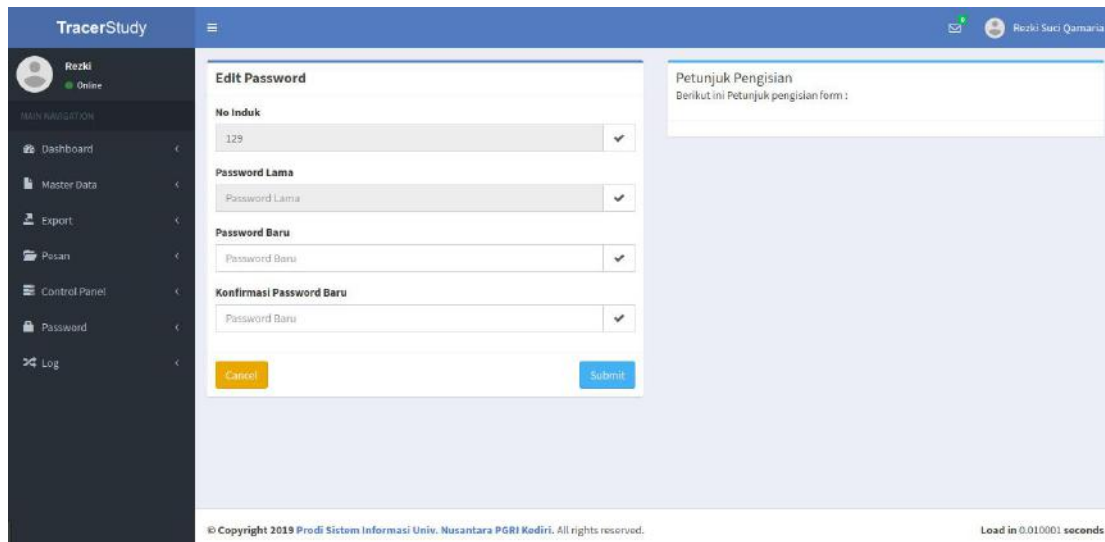 TracerStudy
0
Rezki Suci Qamaria
Rezki
Online
MAIN NAVIGATION
Dashboard
Master Data
Export
Pesan
Control Panel
Password
Log
Edit Password
No Induk
129
Password Lama
Password Lama
Password Baru
Password Baru
Konfirmasi Password Baru
Password Baru
Cancel
Submit
Petunjuk Pengisian
Berikut ini Petunjuk pengisian form :
© Copyright 2019 Prodi Sistem Informasi Univ. Nusantara PGRI Kediri. All rights reserved.
Load in 0.010001 seconds